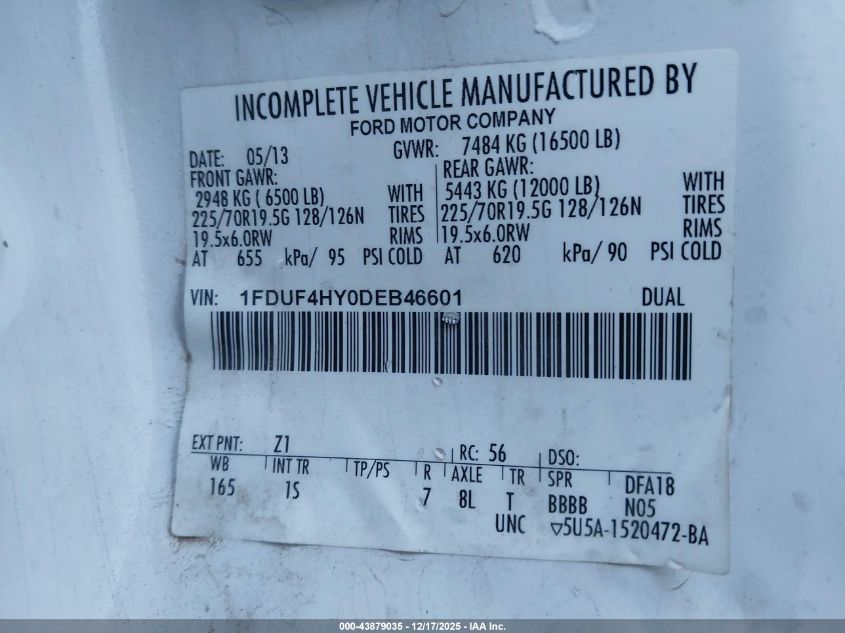 INCOMPLETE VEHICLE MANUFACTURED BY
FORD MOTOR COMPANY
DATE: 05/13 GVWR: 7484 KG (16500 LB)
FRONT GAWR: REAR GAWR:
2948 KG ( 6500 LB) WITH 5443 KG (12000 LB) WITH
225/70R19.5G 128/126N TIRES 225/70R19.5G 128/126N TIRES
19.5x6.0RW RIMS 19.5x6.0RW RIMS
AT 655 kPa/ 95 PSI COLD AT 620 kPa/ 90 PSI COLD
VIN: 1FDUF4HY0DEB46601 DUAL
EXT PNT: Z1 RC: 56 DSO:
WB INT TR TP/PS R AXLE TR SPR DFA18
165 1S 7 8L T BBBB N05
UNC ▽5U5A-1520472-BA
000-43879035 - 12/17/2025 - IAA Inc.